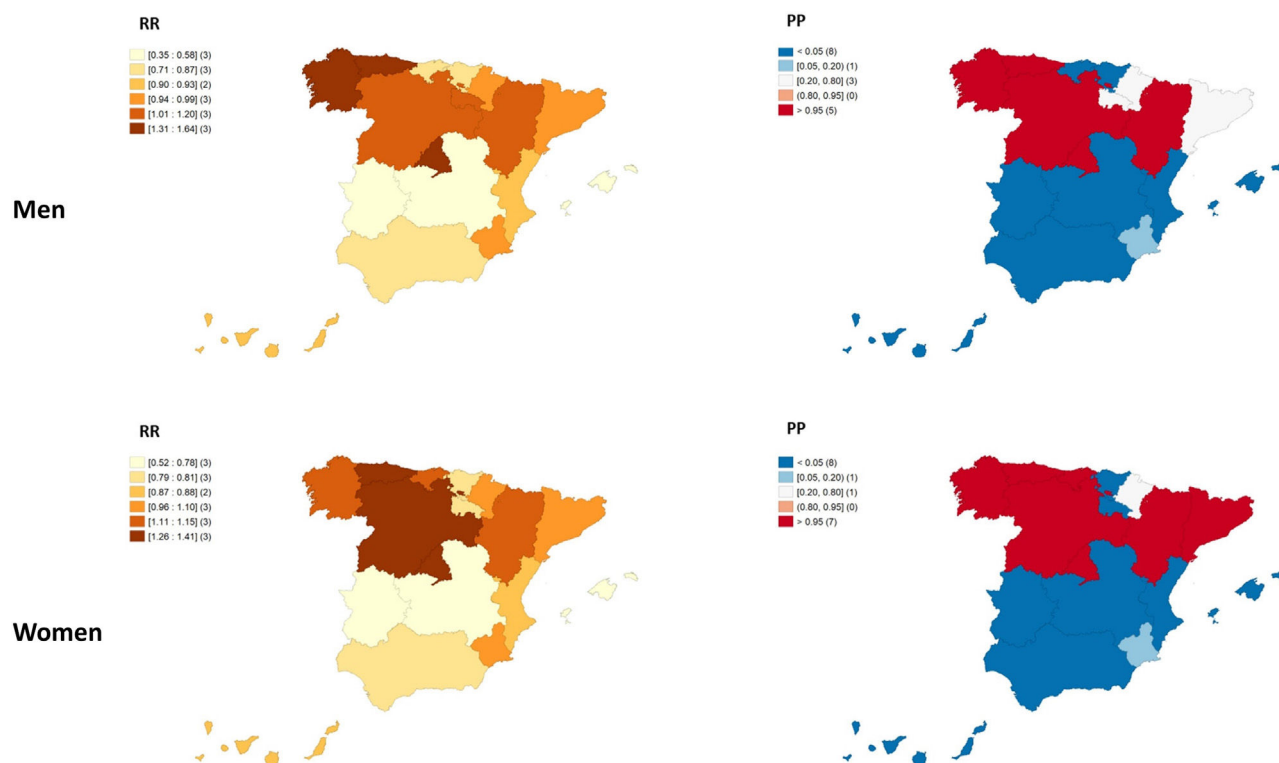 RR
[0.35 : 0.58] (3)
[0.71 : 0.87] (3)
[0.90 : 0.93] (2)
[0.94 : 0.99] (3)
[1.01 : 1.20] (3)
[1.31 : 1.64] (3)
PP
< 0.05 (8)
[0.05, 0.20) (1)
[0.20, 0.80] (3)
(0.80, 0.95] (0)
> 0.95 (5)
Men
RR
[0.52 : 0.78] (3)
[0.79 : 0.81] (3)
[0.87 : 0.88] (2)
[0.96 : 1.10] (3)
[1.11 : 1.15] (3)
[1.26 : 1.41] (3)
PP
< 0.05 (8)
[0.05, 0.20) (1)
[0.20, 0.80] (1)
(0.80, 0.95] (0)
> 0.95 (7)
Women